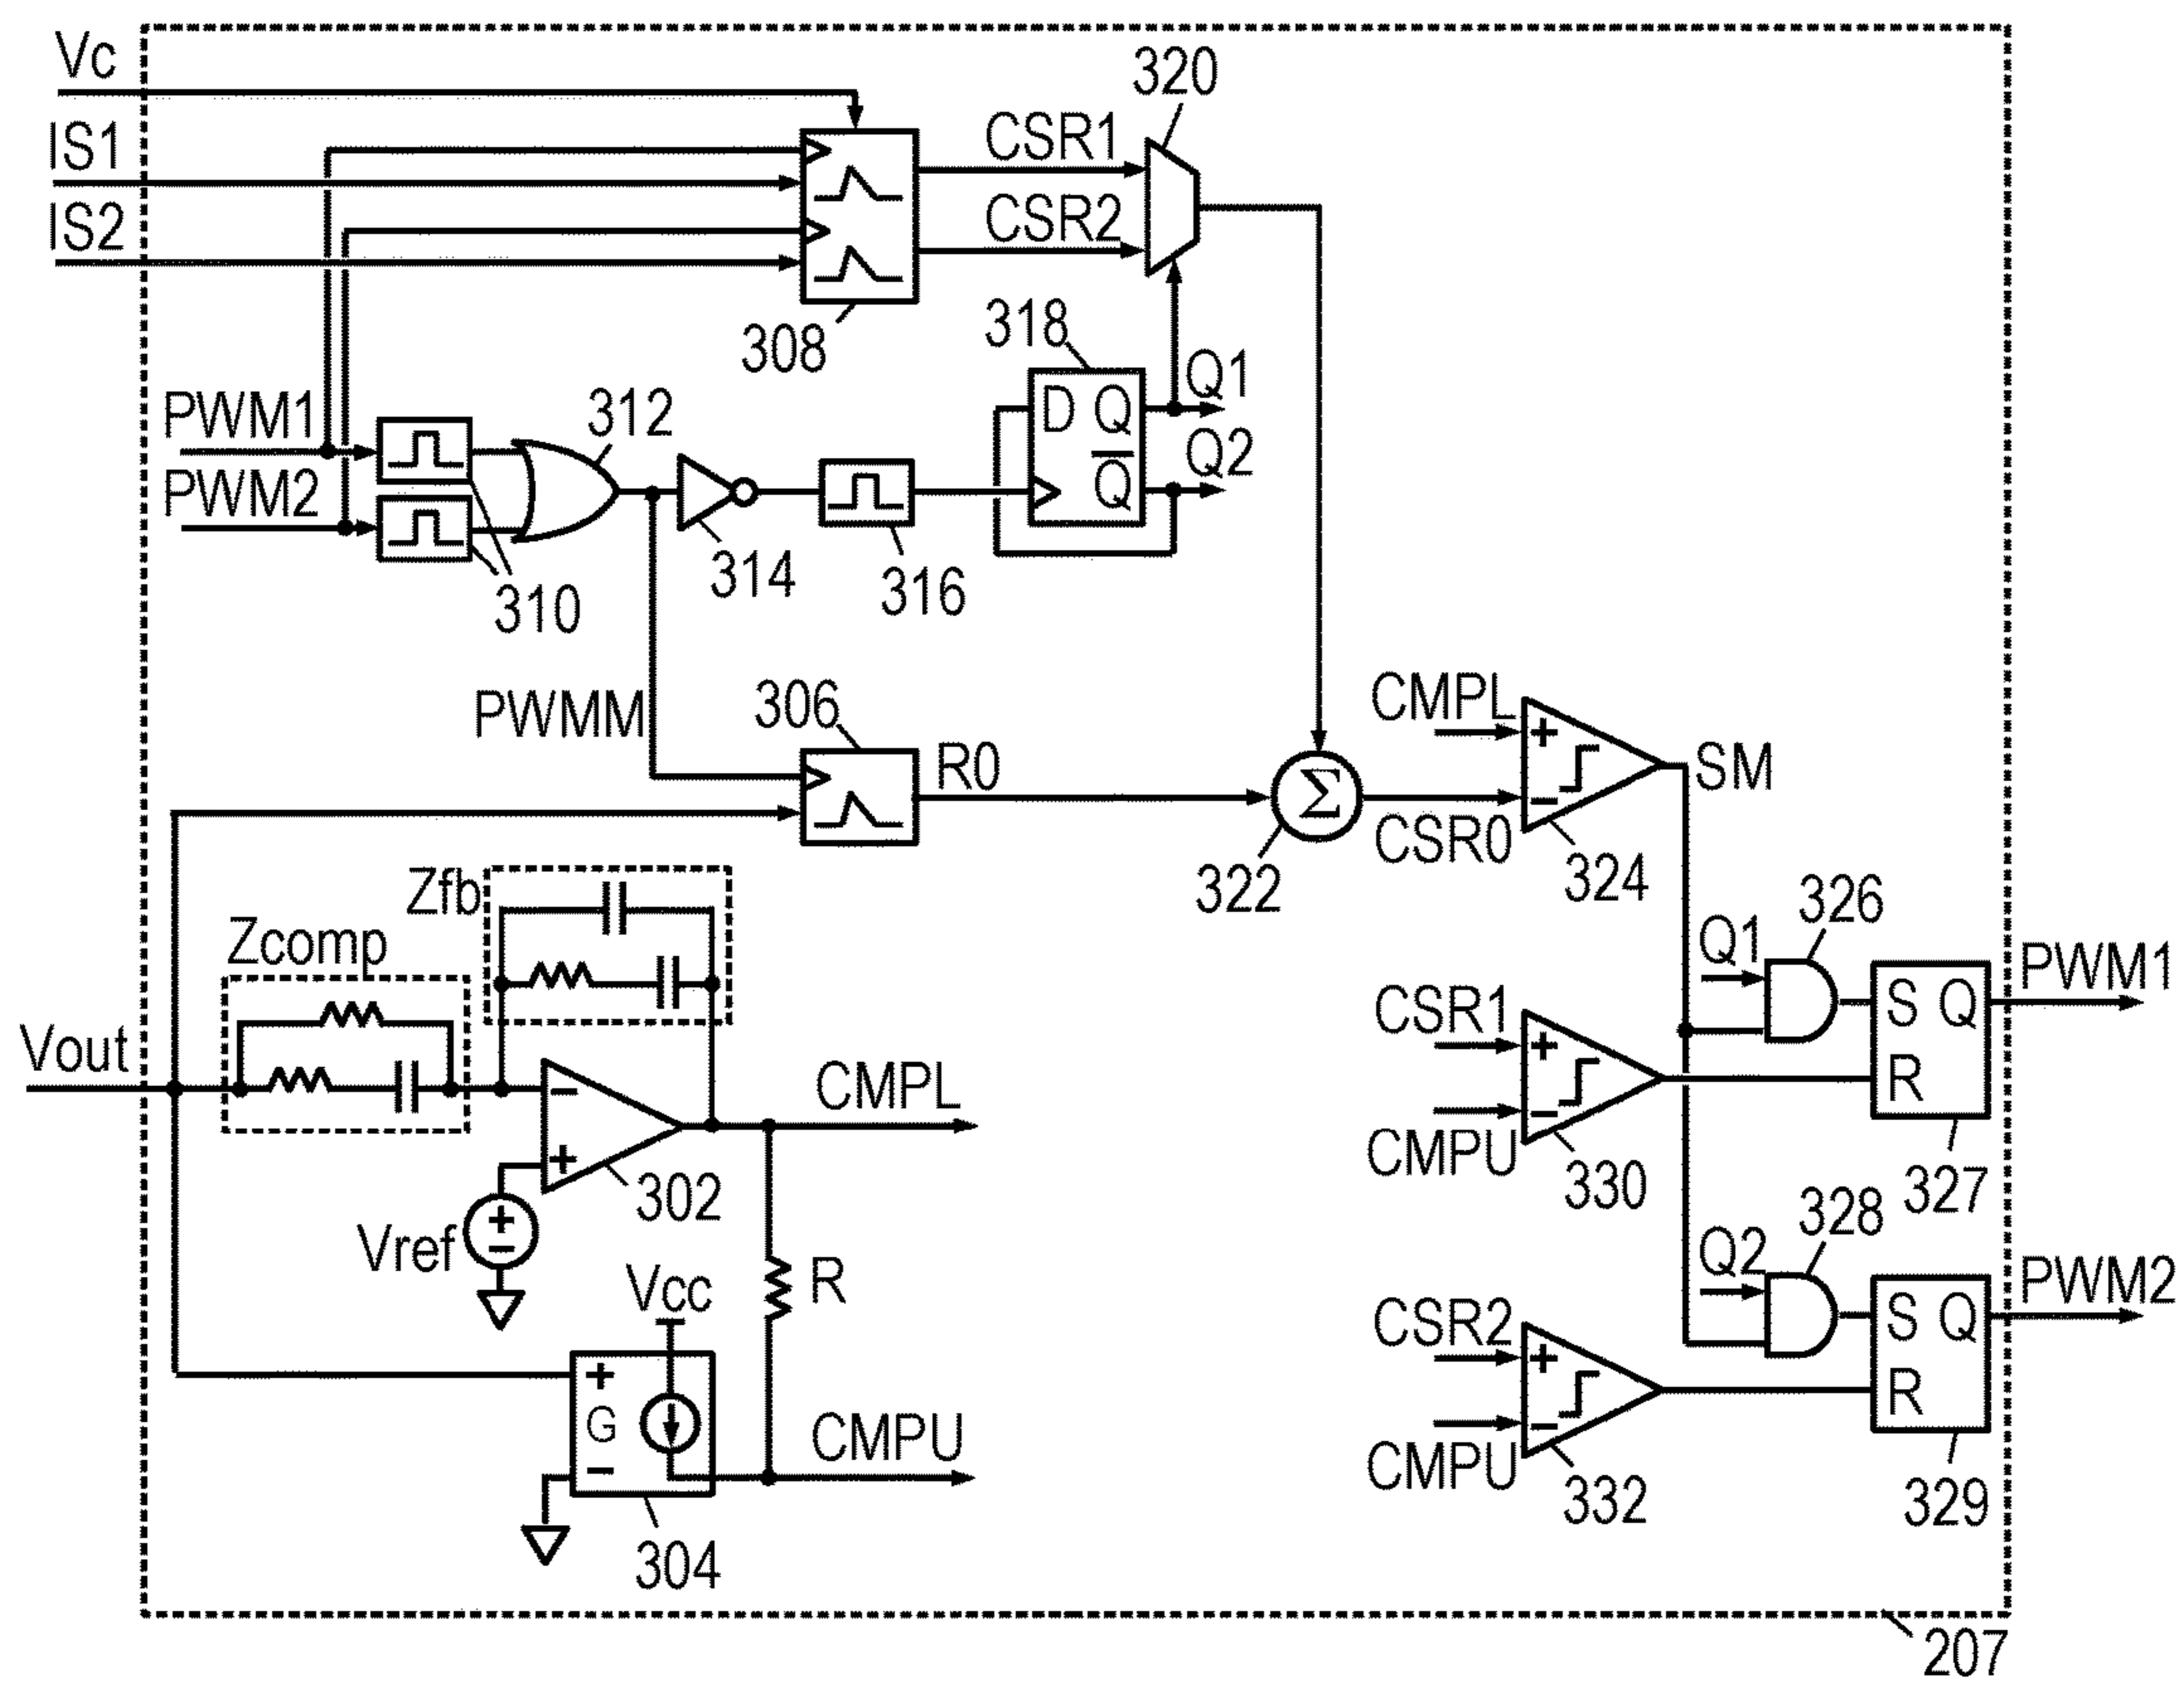 Vc
320
IS1
CSR1
IS2
CSR2
308
318
Q1
PWM1
312
D Q
Q2
PWM2
Q̅
314
316
310
PWMM
306
R0
CMPL
+
SM
Σ
−
CSR0
322
324
Zfb
326
Zcomp
Q1
PWM1
CSR1
S Q
Vout
+
R
CMPL
−
−
CMPU
330
327
+
302
328
Vref
+
−
Q2
PWM2
Vcc
R
CSR2
S Q
+
+
R
G
CMPU
−
−
CMPU
332
329
304
207